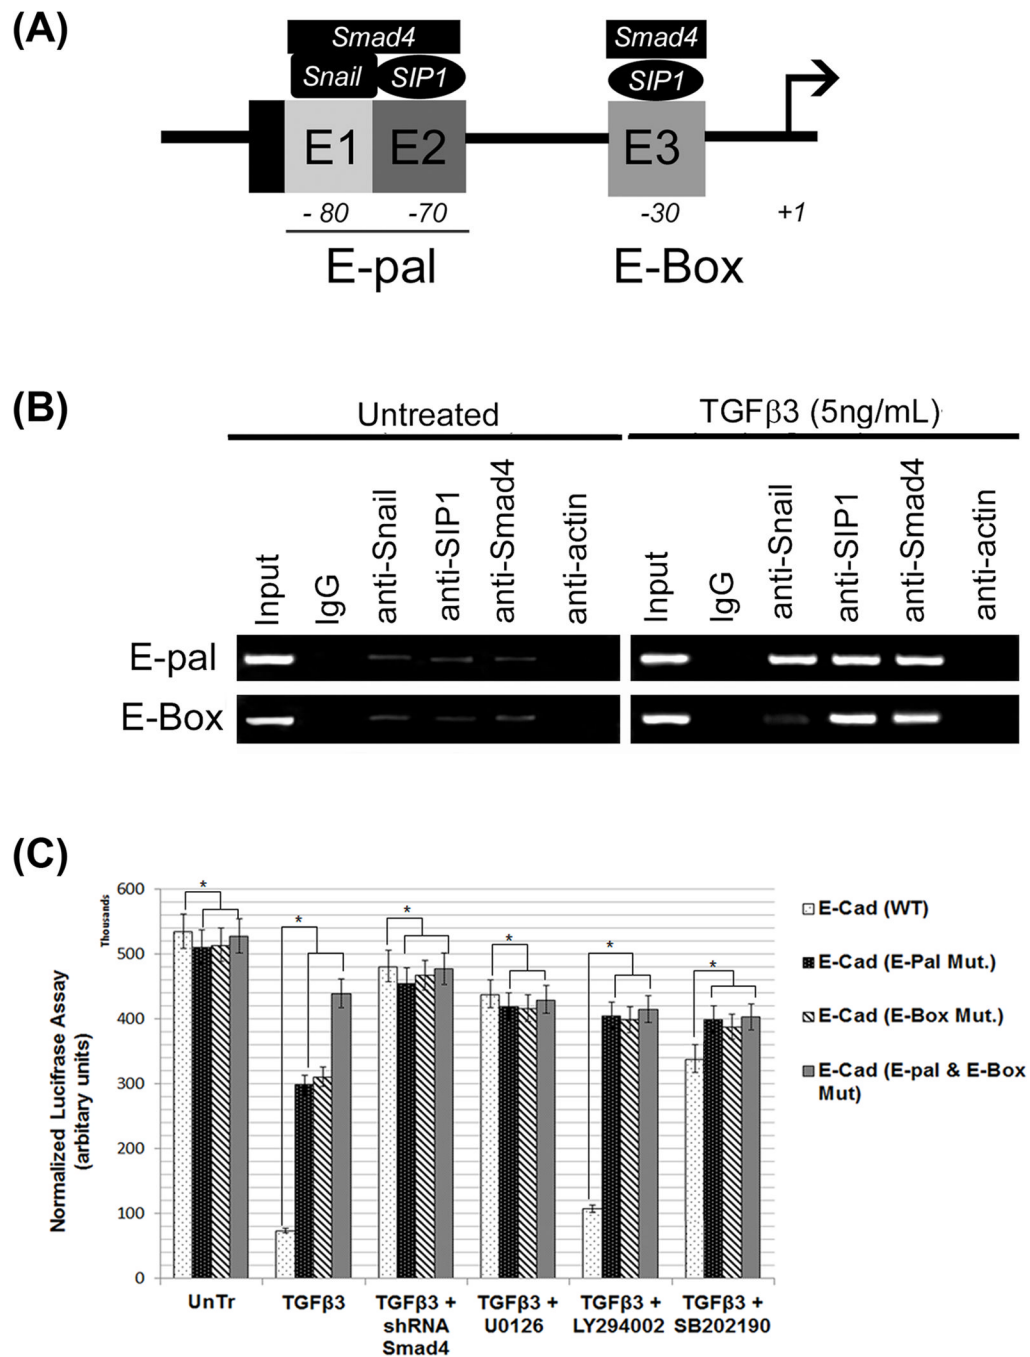 (A)
Smad4
Smad4
Snail
SIP1
SIP1
E1
E2
E3
- 80
-70
-30
+1
E-pal
E-Box
(B)
Untreated
TGFβ3 (5ng/mL)
Input
IgG
anti-Snail
anti-SIP1
anti-Smad4
anti-actin
Input
IgG
anti-Snail
anti-SIP1
anti-Smad4
anti-actin
E-pal
E-Box
(C)
Normalized Lucifrase Assay
(arbitary units)
Thousands
600
500
400
300
200
100
0
*
*
*
*
*
*
UnTr
TGFβ3
TGFβ3 +
shRNA
Smad4
TGFβ3 +
U0126
TGFβ3 +
LY294002
TGFβ3 +
SB202190
E-Cad (WT)
E-Cad (E-Pal Mut.)
E-Cad (E-Box Mut.)
E-Cad (E-pal & E-Box
Mut)